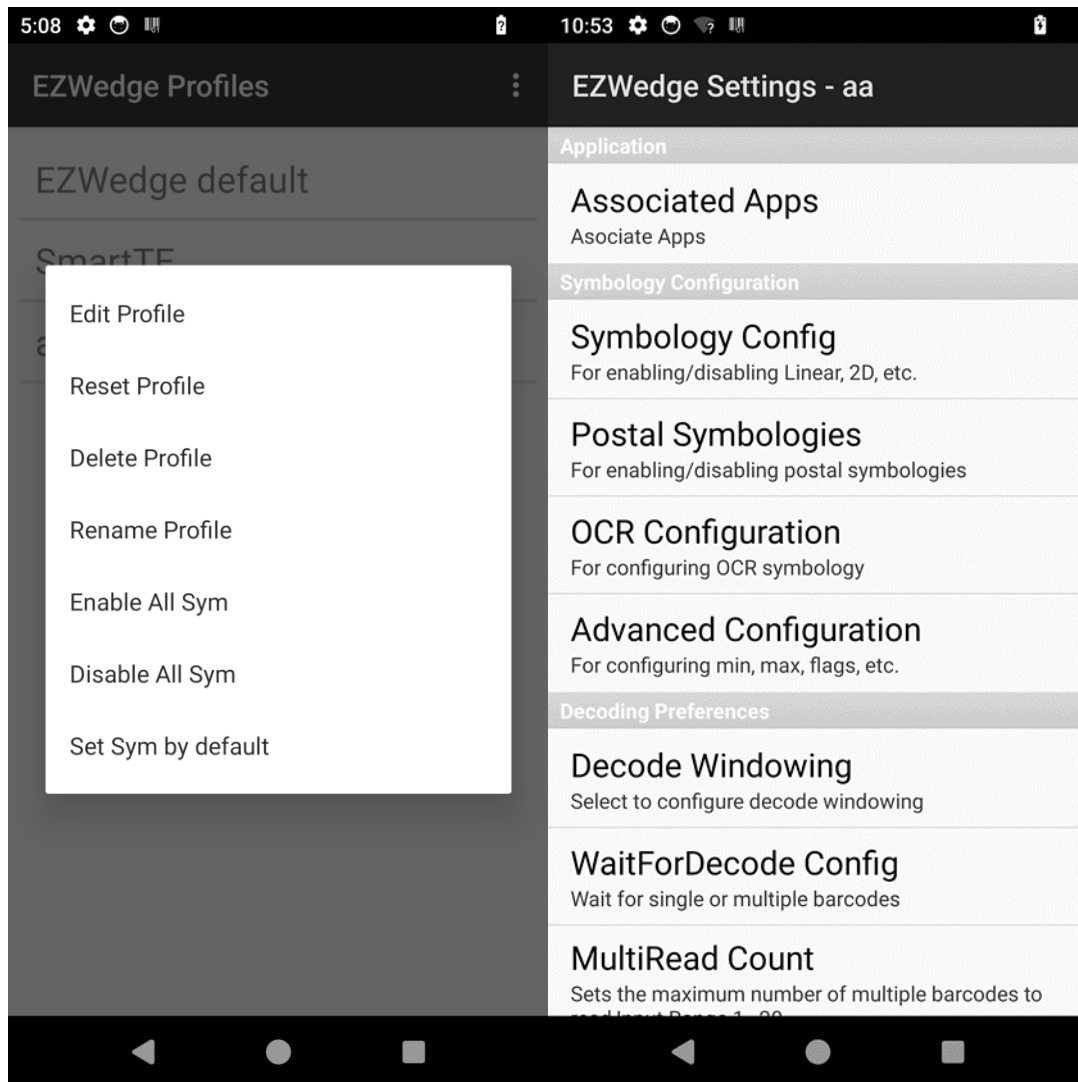 5:08
EZWedge Profiles
EZWedge default
SmartTE
Edit Profile
Reset Profile
Delete Profile
Rename Profile
Enable All Sym
Disable All Sym
Set Sym by default
10:53
EZWedge Settings - aa
Application
Associated Apps
Asociate Apps
Symbology Configuration
Symbology Config
For enabling/disabling Linear, 2D, etc.
Postal Symbologies
For enabling/disabling postal symbologies
OCR Configuration
For configuring OCR symbology
Advanced Configuration
For configuring min, max, flags, etc.
Decoding Preferences
Decode Windowing
Select to configure decode windowing
WaitForDecode Config
Wait for single or multiple barcodes
MultiRead Count
Sets the maximum number of multiple barcodes to